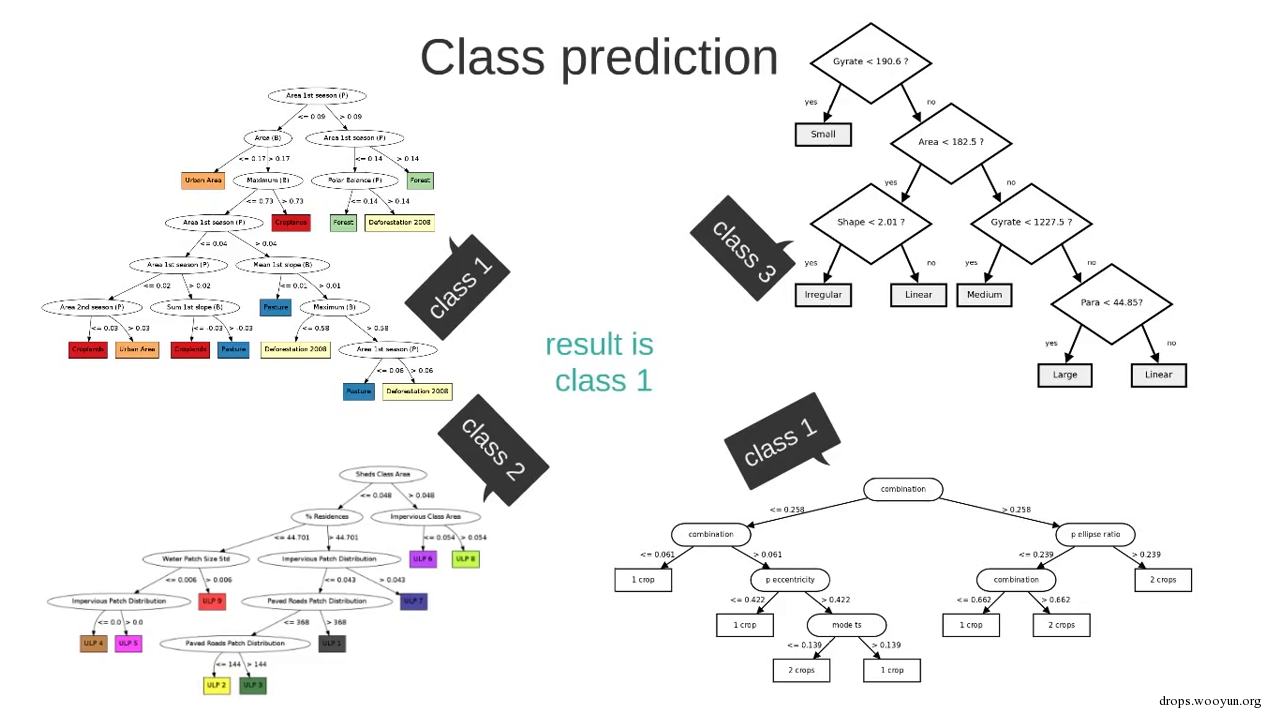 Class prediction
Area 1st season (P)
<= 0.09 > 0.09
Area (B) Area 1st season (P)
<= 0.17 > 0.17 <= 0.14 > 0.14
Urban Area Maximum (B) Polar Balance (P) Forest
<= 0.73 > 0.73 <= 0.14 > 0.14
Area 1st season (P) Croplands Forest Deforestation 2008
<= 0.04 > 0.04
Area 1st season (P) Mean 1st slope (B)
<= 0.02 > 0.02 <= 0.01 > 0.01
Area 2nd season (P) Sum 1st slope (B) Pasture Maximum (B)
<= 0.03 > 0.03 <= -0.03 > -0.03 <= 0.58 > 0.58
Croplands Urban Area Croplands Pasture Deforestation 2008 Area 1st season (P)
<= 0.06 > 0.06
Pasture Deforestation 2008
class 1
Gyrate < 190.6 ?
yes no
Small
Area < 182.5 ?
yes no
Shape < 2.01 ? Gyrate < 1227.5 ?
yes no yes no
Irregular Linear Medium
Para < 44.85?
yes no
Large Linear
class 3
result is
class 1
class 2
Sheds Class Area
<= 0.048 > 0.048
% Residences Impervious Class Area
<= 44.701 > 44.701 <= 0.054 > 0.054
Water Patch Size Std Impervious Patch Distribution ULP 6 ULP 8
<= 0.006 > 0.006 <= 0.043 > 0.043
Impervious Patch Distribution ULP 9 Paved Roads Patch Distribution ULP 7
<= 0.0 > 0.0 <= 368 > 368
ULP 4 ULP 5 Paved Roads Patch Distribution ULP 1
<= 144 > 144
ULP 2 ULP 3
class 1
combination
<= 0.258 > 0.258
combination p ellipse ratio
<= 0.061 > 0.061 <= 0.239 > 0.239
1 crop p eccentricity combination 2 crops
<= 0.422 > 0.422 <= 0.662 > 0.662
1 crop mode ts 1 crop 2 crops
<= 0.139 > 0.139
2 crops 1 crop
drops.wooyun.org